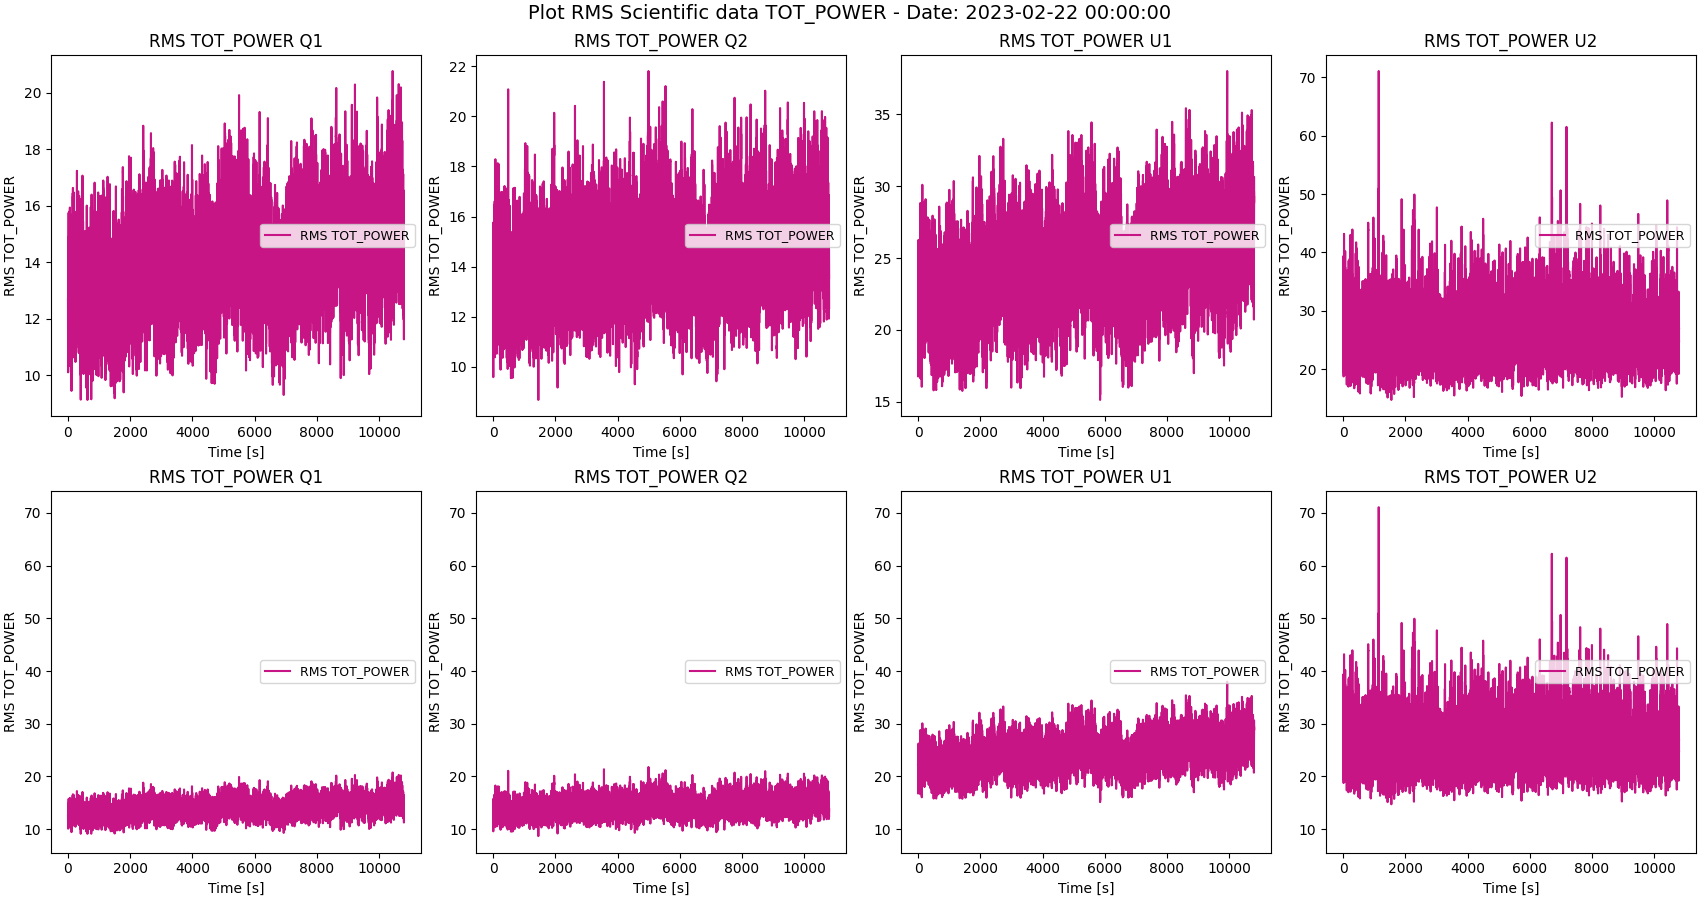 Plot RMS Scientific data TOT_POWER - Date: 2023-02-22 00:00:00
RMS TOT_POWER Q1
RMS TOT_POWER
20
18
16
14
12
10
RMS TOT_POWER
0 2000 4000 6000 8000 10000
Time [s]
RMS TOT_POWER Q2
RMS TOT_POWER
22
20
18
16
14
12
10
RMS TOT_POWER
0 2000 4000 6000 8000 10000
Time [s]
RMS TOT_POWER U1
RMS TOT_POWER
35
30
25
20
15
RMS TOT_POWER
0 2000 4000 6000 8000 10000
Time [s]
RMS TOT_POWER U2
RMS TOT_POWER
70
60
50
40
30
20
RMS TOT_POWER
0 2000 4000 6000 8000 10000
Time [s]
RMS TOT_POWER Q1
RMS TOT_POWER
70
60
50
40
30
20
10
RMS TOT_POWER
0 2000 4000 6000 8000 10000
Time [s]
RMS TOT_POWER Q2
RMS TOT_POWER
70
60
50
40
30
20
10
RMS TOT_POWER
0 2000 4000 6000 8000 10000
Time [s]
RMS TOT_POWER U1
RMS TOT_POWER
70
60
50
40
30
20
10
RMS TOT_POWER
0 2000 4000 6000 8000 10000
Time [s]
RMS TOT_POWER U2
RMS TOT_POWER
70
60
50
40
30
20
10
RMS TOT_POWER
0 2000 4000 6000 8000 10000
Time [s]